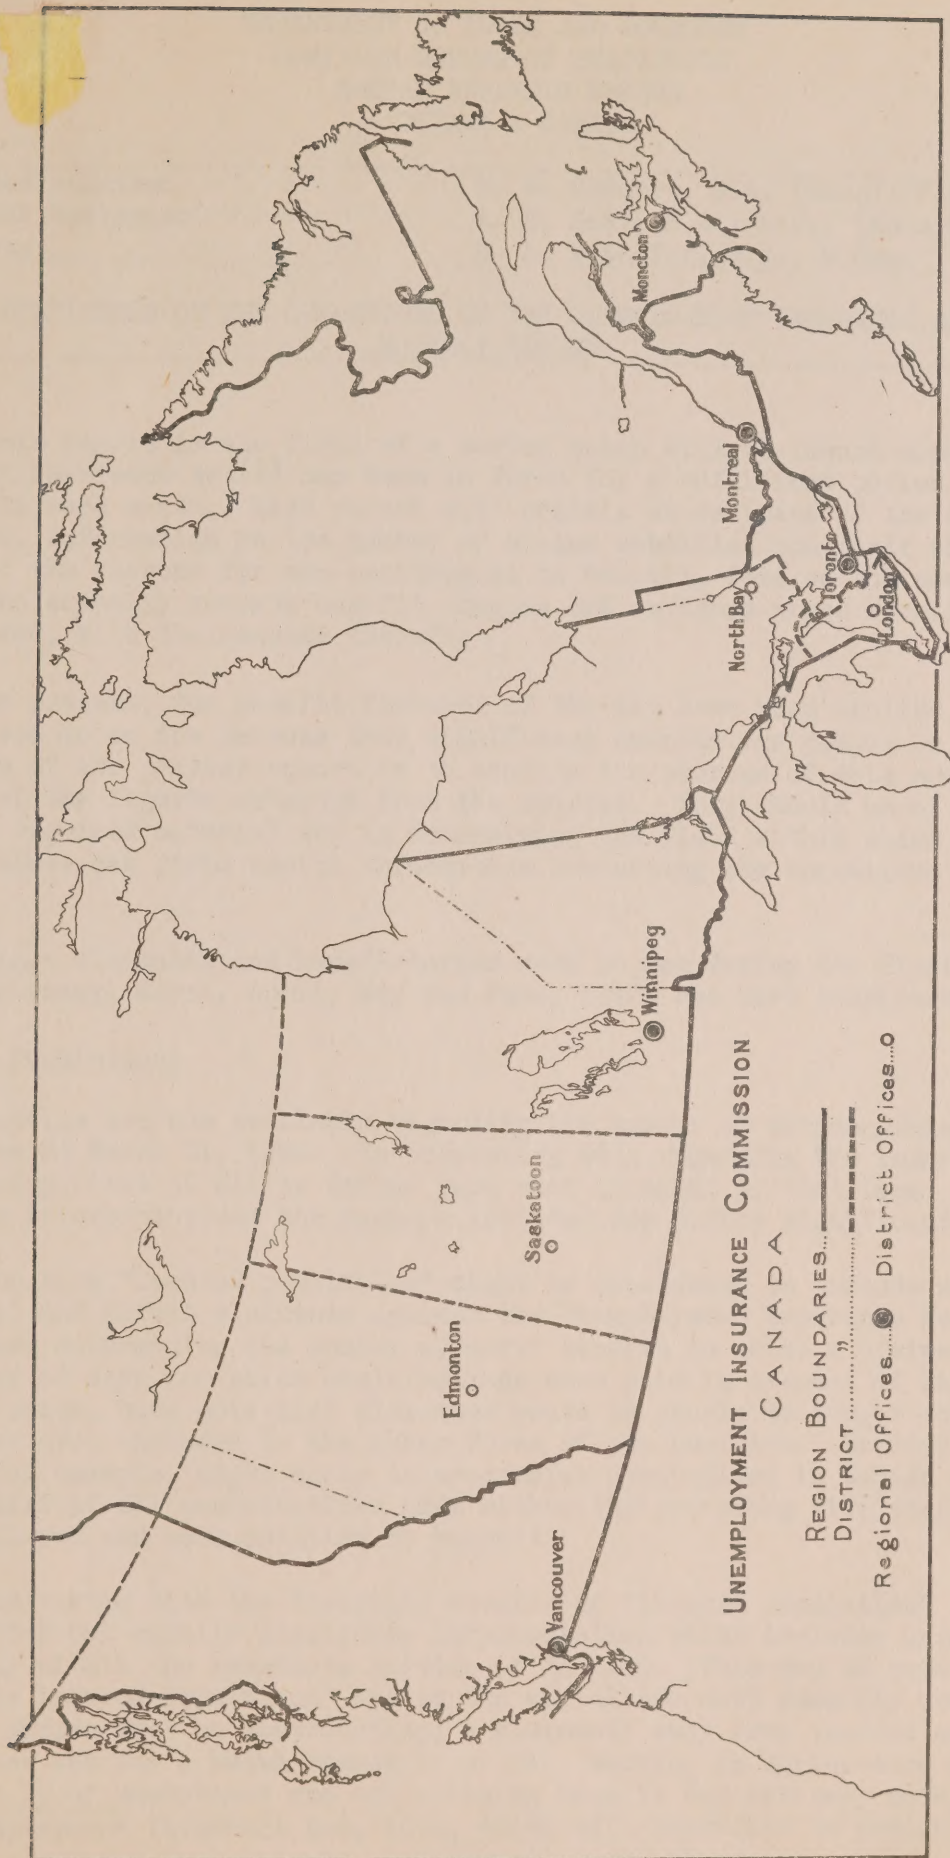 UNEMPLOYMENT INSURANCE COMMISSION
CANADA
REGION BOUNDARIES...
DISTRICT..........."..........
Regional Offices..... District Offices...
Vancouver
Edmonton
Saskatoon
Winnipeg
North Bay
London
Toronto
Montreal
Moncton